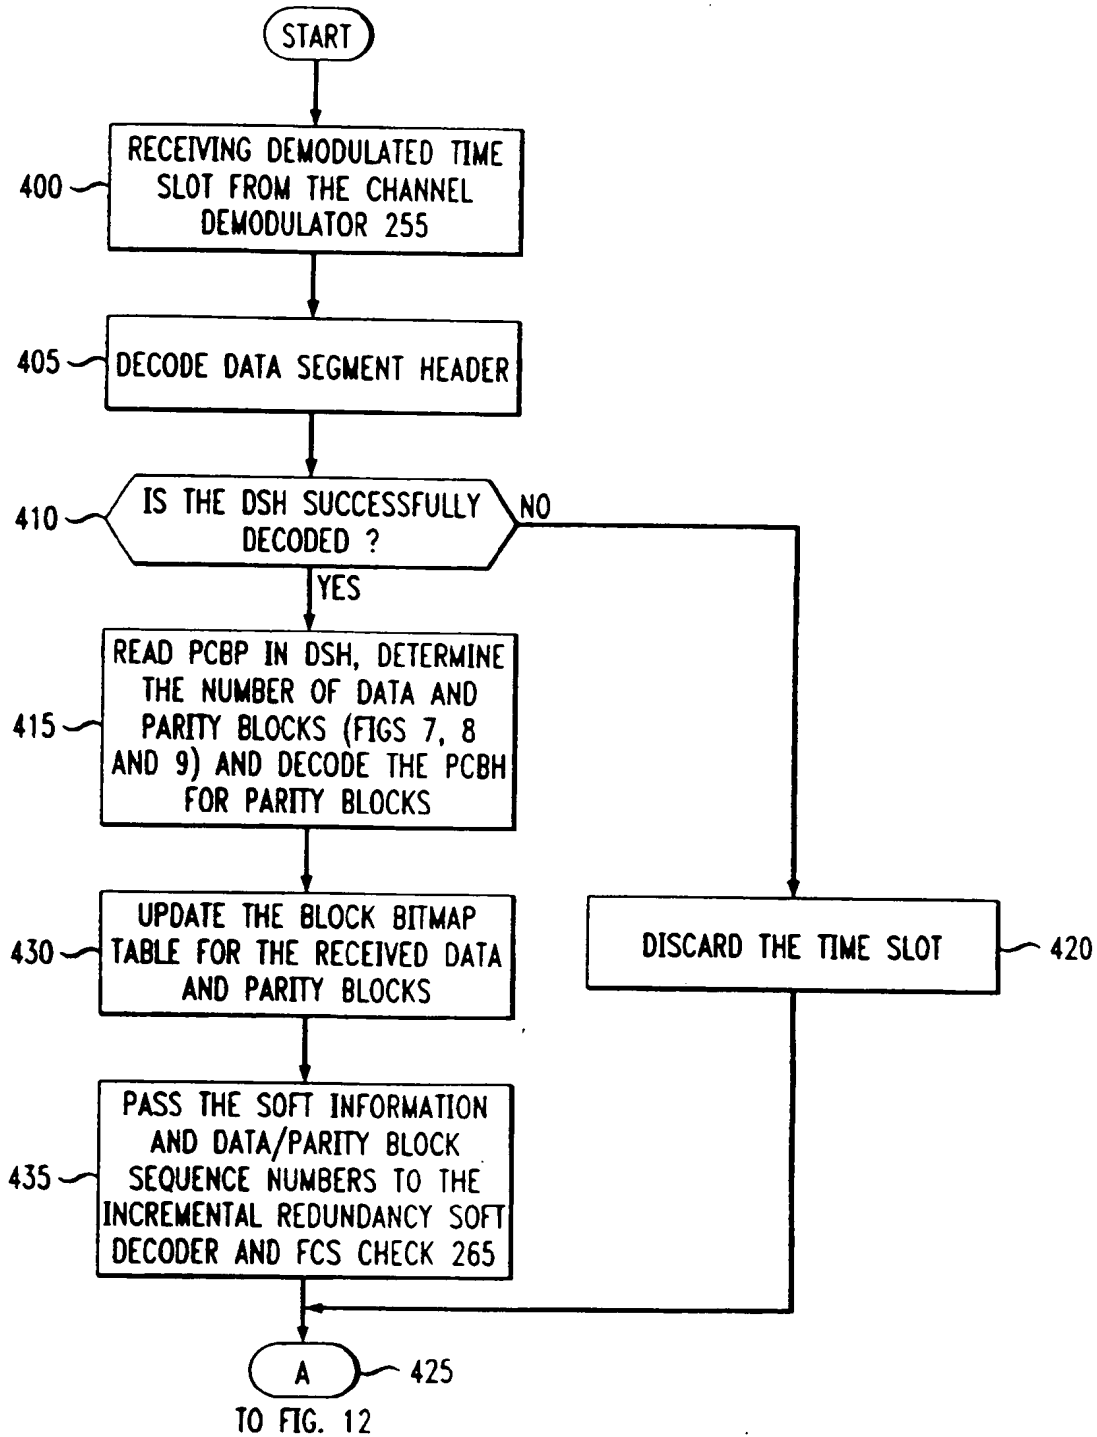 START
RECEIVING DEMODULATED TIME
SLOT FROM THE CHANNEL
DEMODULATOR 255
400
405
DECODE DATA SEGMENT HEADER
410
IS THE DSH SUCCESSFULLY
DECODED ?
NO
YES
READ PCBP IN DSH, DETERMINE
THE NUMBER OF DATA AND
PARITY BLOCKS (FIGS 7, 8
AND 9) AND DECODE THE PCBH
FOR PARITY BLOCKS
415
UPDATE THE BLOCK BITMAP
TABLE FOR THE RECEIVED DATA
AND PARITY BLOCKS
430
DISCARD THE TIME SLOT
420
PASS THE SOFT INFORMATION
AND DATA/PARITY BLOCK
SEQUENCE NUMBERS TO THE
INCREMENTAL REDUNDANCY SOFT
DECODER AND FCS CHECK 265
435
A
425
TO FIG. 12